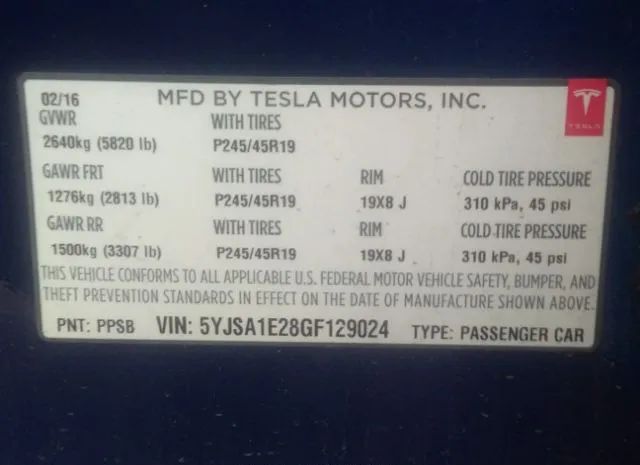 02/16 MFD BY TESLA MOTORS, INC.
GVWR WITH TIRES
2640kg (5820 lb) P245/45R19
GAWR FRT WITH TIRES RIM COLD TIRE PRESSURE
1276kg (2813 lb) P245/45R19 19X8 J 310 kPa, 45 psi
GAWR RR WITH TIRES RIM COLD TIRE PRESSURE
1500kg (3307 lb) P245/45R19 19X8 J 310 kPa, 45 psi
THIS VEHICLE CONFORMS TO ALL APPLICABLE U.S. FEDERAL MOTOR VEHICLE SAFETY, BUMPER, AND
THEFT PREVENTION STANDARDS IN EFFECT ON THE DATE OF MANUFACTURE SHOWN ABOVE.
PNT: PPSB VIN: 5YJSA1E28GF129024 TYPE: PASSENGER CAR
TESLA